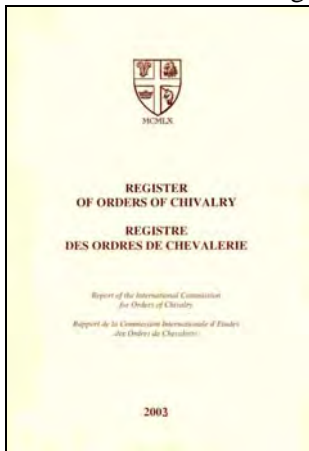 MCMLX
REGISTER
OF ORDERS OF CHIVALRY
REGISTRE
DES ORDRES DE CHEVALERIE
Report of the International Commission
for Orders of Chivalry
Rapport de la Commission Internationale d'Etudes
des Ordres de Chevalerie
2003